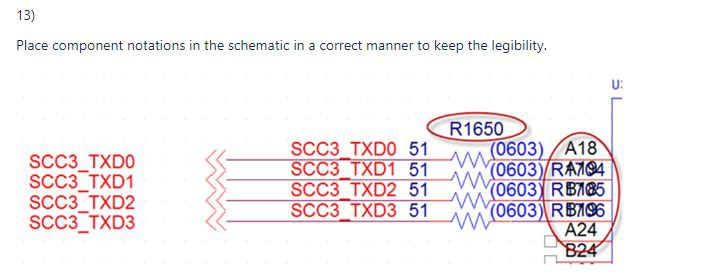 13)
Place component notations in the schematic in a correct manner to keep the legibility.
U:
R1650
SCC3_TXD0 51 (0603) A18
SCC3_TXD0
SCC3_TXD1 51 (0603)
SCC3_TXD1
SCC3_TXD2 51 (0603)
SCC3_TXD2
SCC3_TXD3 51 (0603)
SCC3_TXD3
A24
B24